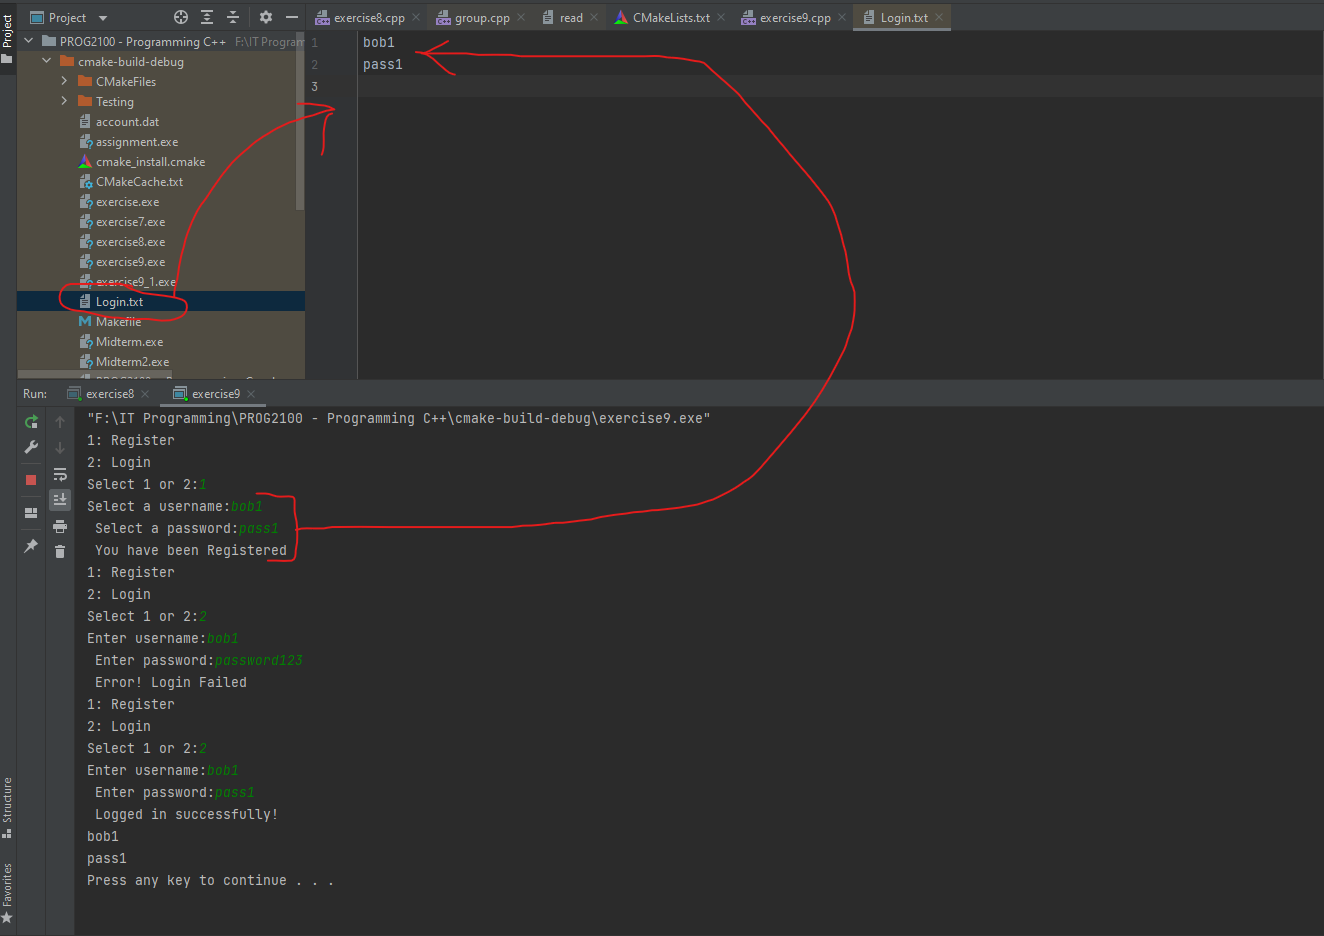 Project
exercise8.cpp
group.cpp
read
CMakeLists.txt
exercise9.cpp
Login.txt
Project
PROG2100 - Programming C++ F:\IT Program
cmake-build-debug
CMakeFiles
Testing
account.dat
assignment.exe
cmake_install.cmake
CMakeCache.txt
exercise.exe
exercise7.exe
exercise8.exe
exercise9.exe
exercise9_1.exe
Login.txt
Makefile
Midterm.exe
Midterm2.exe
1 bob1
2 pass1
3
Run: exercise8 exercise9
"F:\IT Programming\PROG2100 - Programming C++\cmake-build-debug\exercise9.exe"
1: Register
2: Login
Select 1 or 2:1
Select a username:bob1
Select a password:pass1
You have been Registered
1: Register
2: Login
Select 1 or 2:2
Enter username:bob1
Enter password:password123
Error! Login Failed
1: Register
2: Login
Select 1 or 2:2
Enter username:bob1
Enter password:pass1
Logged in successfully!
bob1
pass1
Press any key to continue . . .
Structure
Favorites